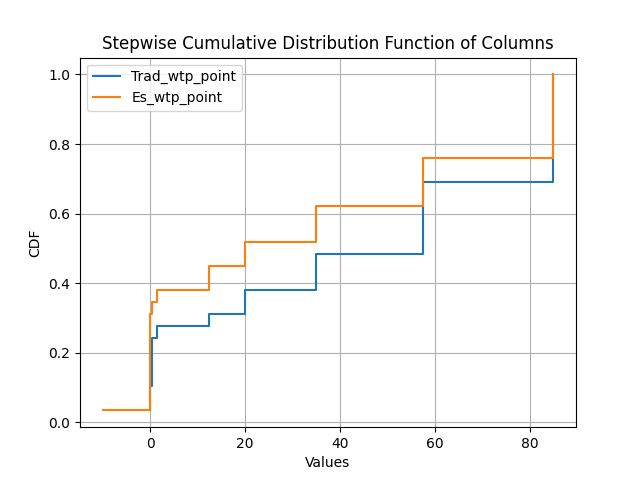 Stepwise Cumulative Distribution Function of Columns
Trad_wtp_point
Es_wtp_point
CDF
1.0
0.8
0.6
0.4
0.2
0.0
0 20 40 60 80
Values